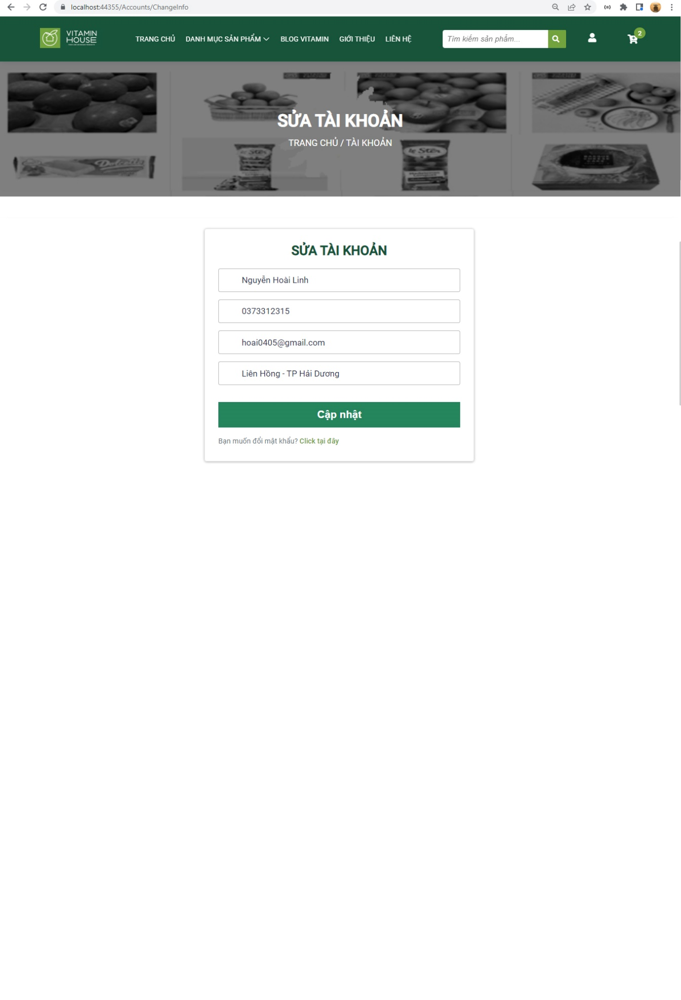 localhost:44355/Accounts/ChangeInfo
VITAMIN
HOUSE
TRANG CHỦ DANH MỤC SẢN PHẨM BLOG VITAMIN GIỚI THIỆU LIÊN HỆ Tìm kiếm sản phẩm... 2
SỬA TÀI KHOẢN
TRANG CHỦ / TÀI KHOẢN
SỬA TÀI KHOẢN
Nguyễn Hoài Linh
0373312315
hoai0405@gmail.com
Liên Hồng - TP Hải Dương
Cập nhật
Bạn muốn đổi mật khẩu? Click tại đây